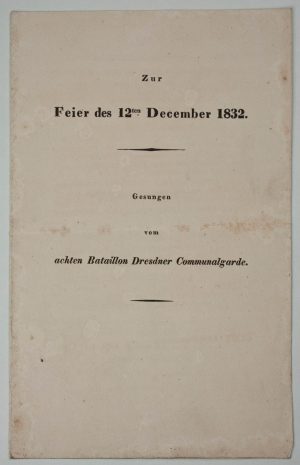 Zur
Feier des 12ten December 1832.
Gesungen
vom
achten Bataillon Dresdner Communalgarde.